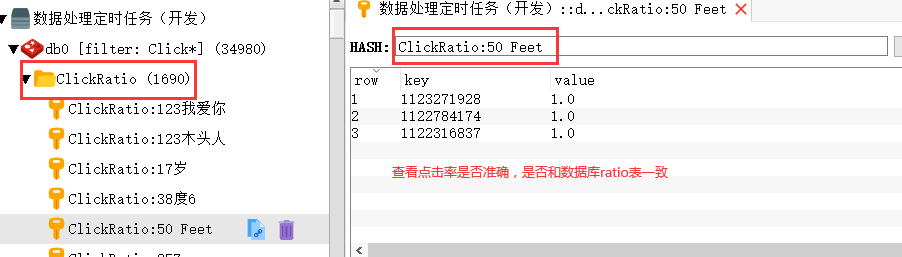 数据处理定时任务（开发）
db0 [filter: Click*] (34980)
ClickRatio (1690)
ClickRatio:123我爱你
ClickRatio:123木头人
ClickRatio:17岁
ClickRatio:38度6
ClickRatio:50 Feet
数据处理定时任务（开发）::d...ckRatio:50 Feet
HASH: ClickRatio:50 Feet
row key value
1 1123271928 1.0
2 1122784174 1.0
3 1122316837 1.0
查看点击率是否准确，是否和数据库ratio表一致